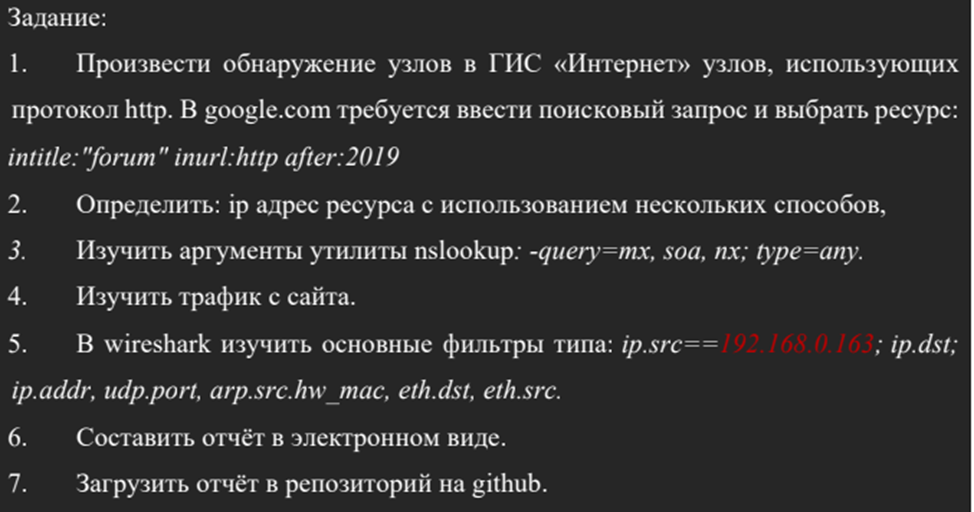 Задание:
1. Произвести обнаружение узлов в ГИС «Интернет» узлов, использующих
протокол http. В google.com требуется ввести поисковый запрос и выбрать ресурс:
intitle:"forum" inurl:http after:2019
2. Определить: ip адрес ресурса с использованием нескольких способов,
3. Изучить аргументы утилиты nslookup: -query=mx, soa, nx; type=any.
4. Изучить трафик с сайта.
5. В wireshark изучить основные фильтры типа: ip.src==192.168.0.163; ip.dst;
ip.addr, udp.port, arp.src.hw_mac, eth.dst, eth.src.
6. Составить отчёт в электронном виде.
7. Загрузить отчёт в репозиторий на github.